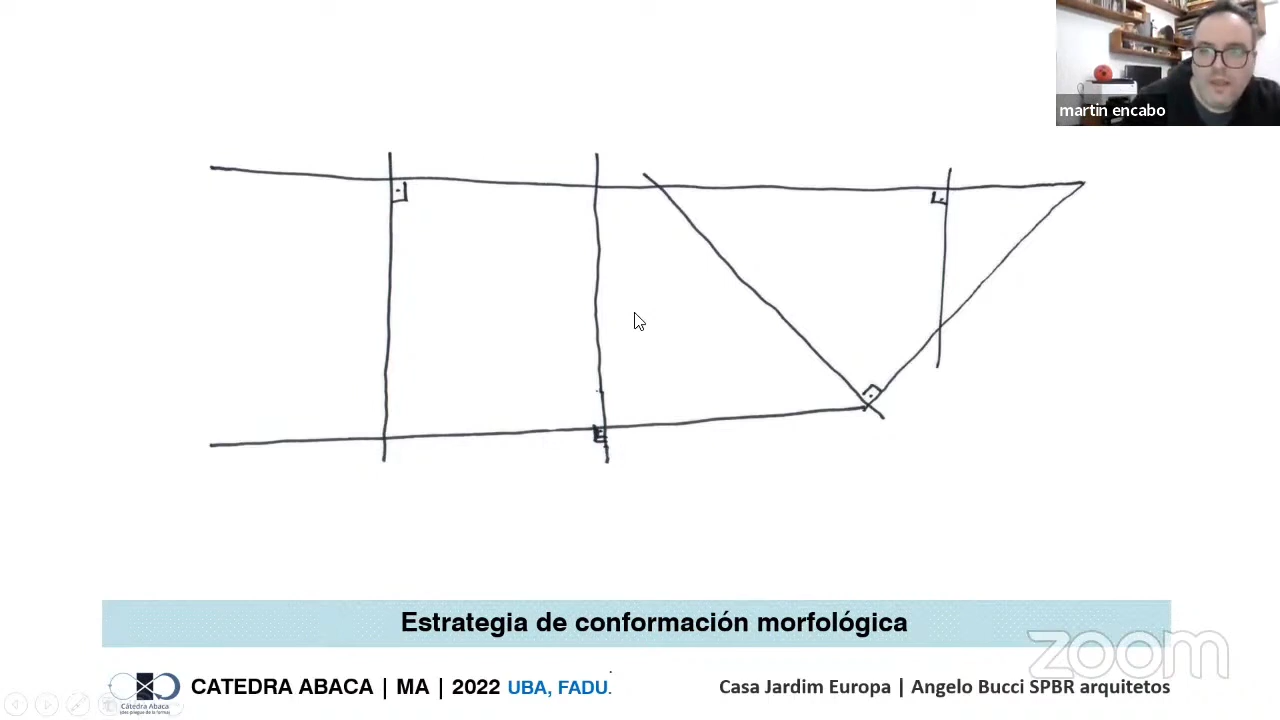 martin encabo
Estrategia de conformación morfológica
zoom
CATEDRA ABACA | MA | 2022 UBA, FADU.
Casa Jardim Europa | Angelo Bucci SPBR arquitetos
Cátedra Abaca